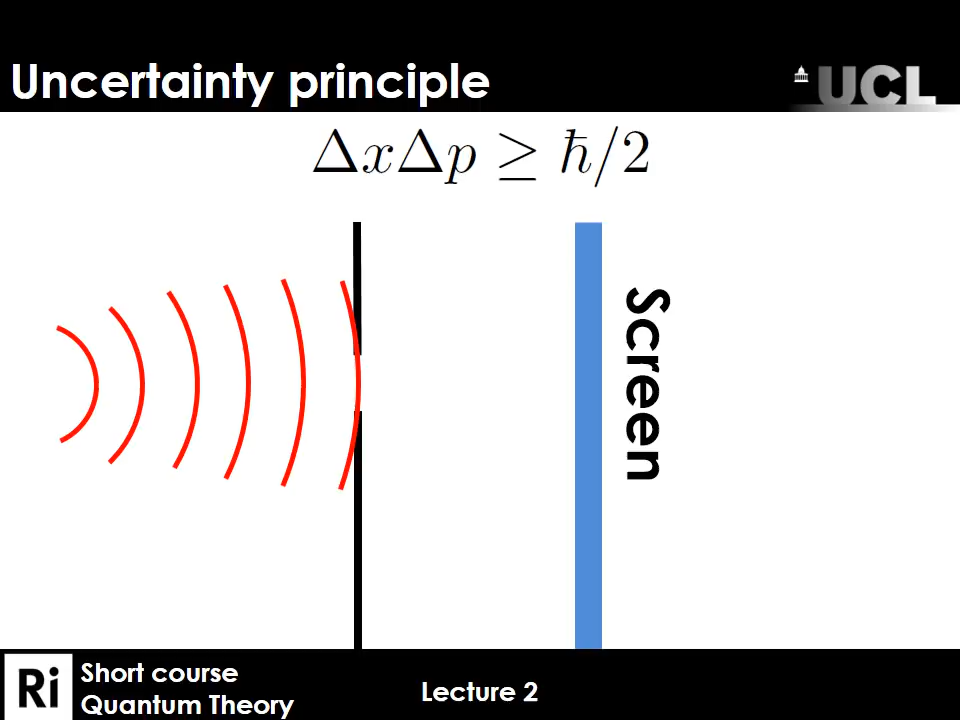 Uncertainty principle
UCL
ΔxΔp ≥ ħ/2
Screen
Ri
Short course
Quantum Theory
Lecture 2